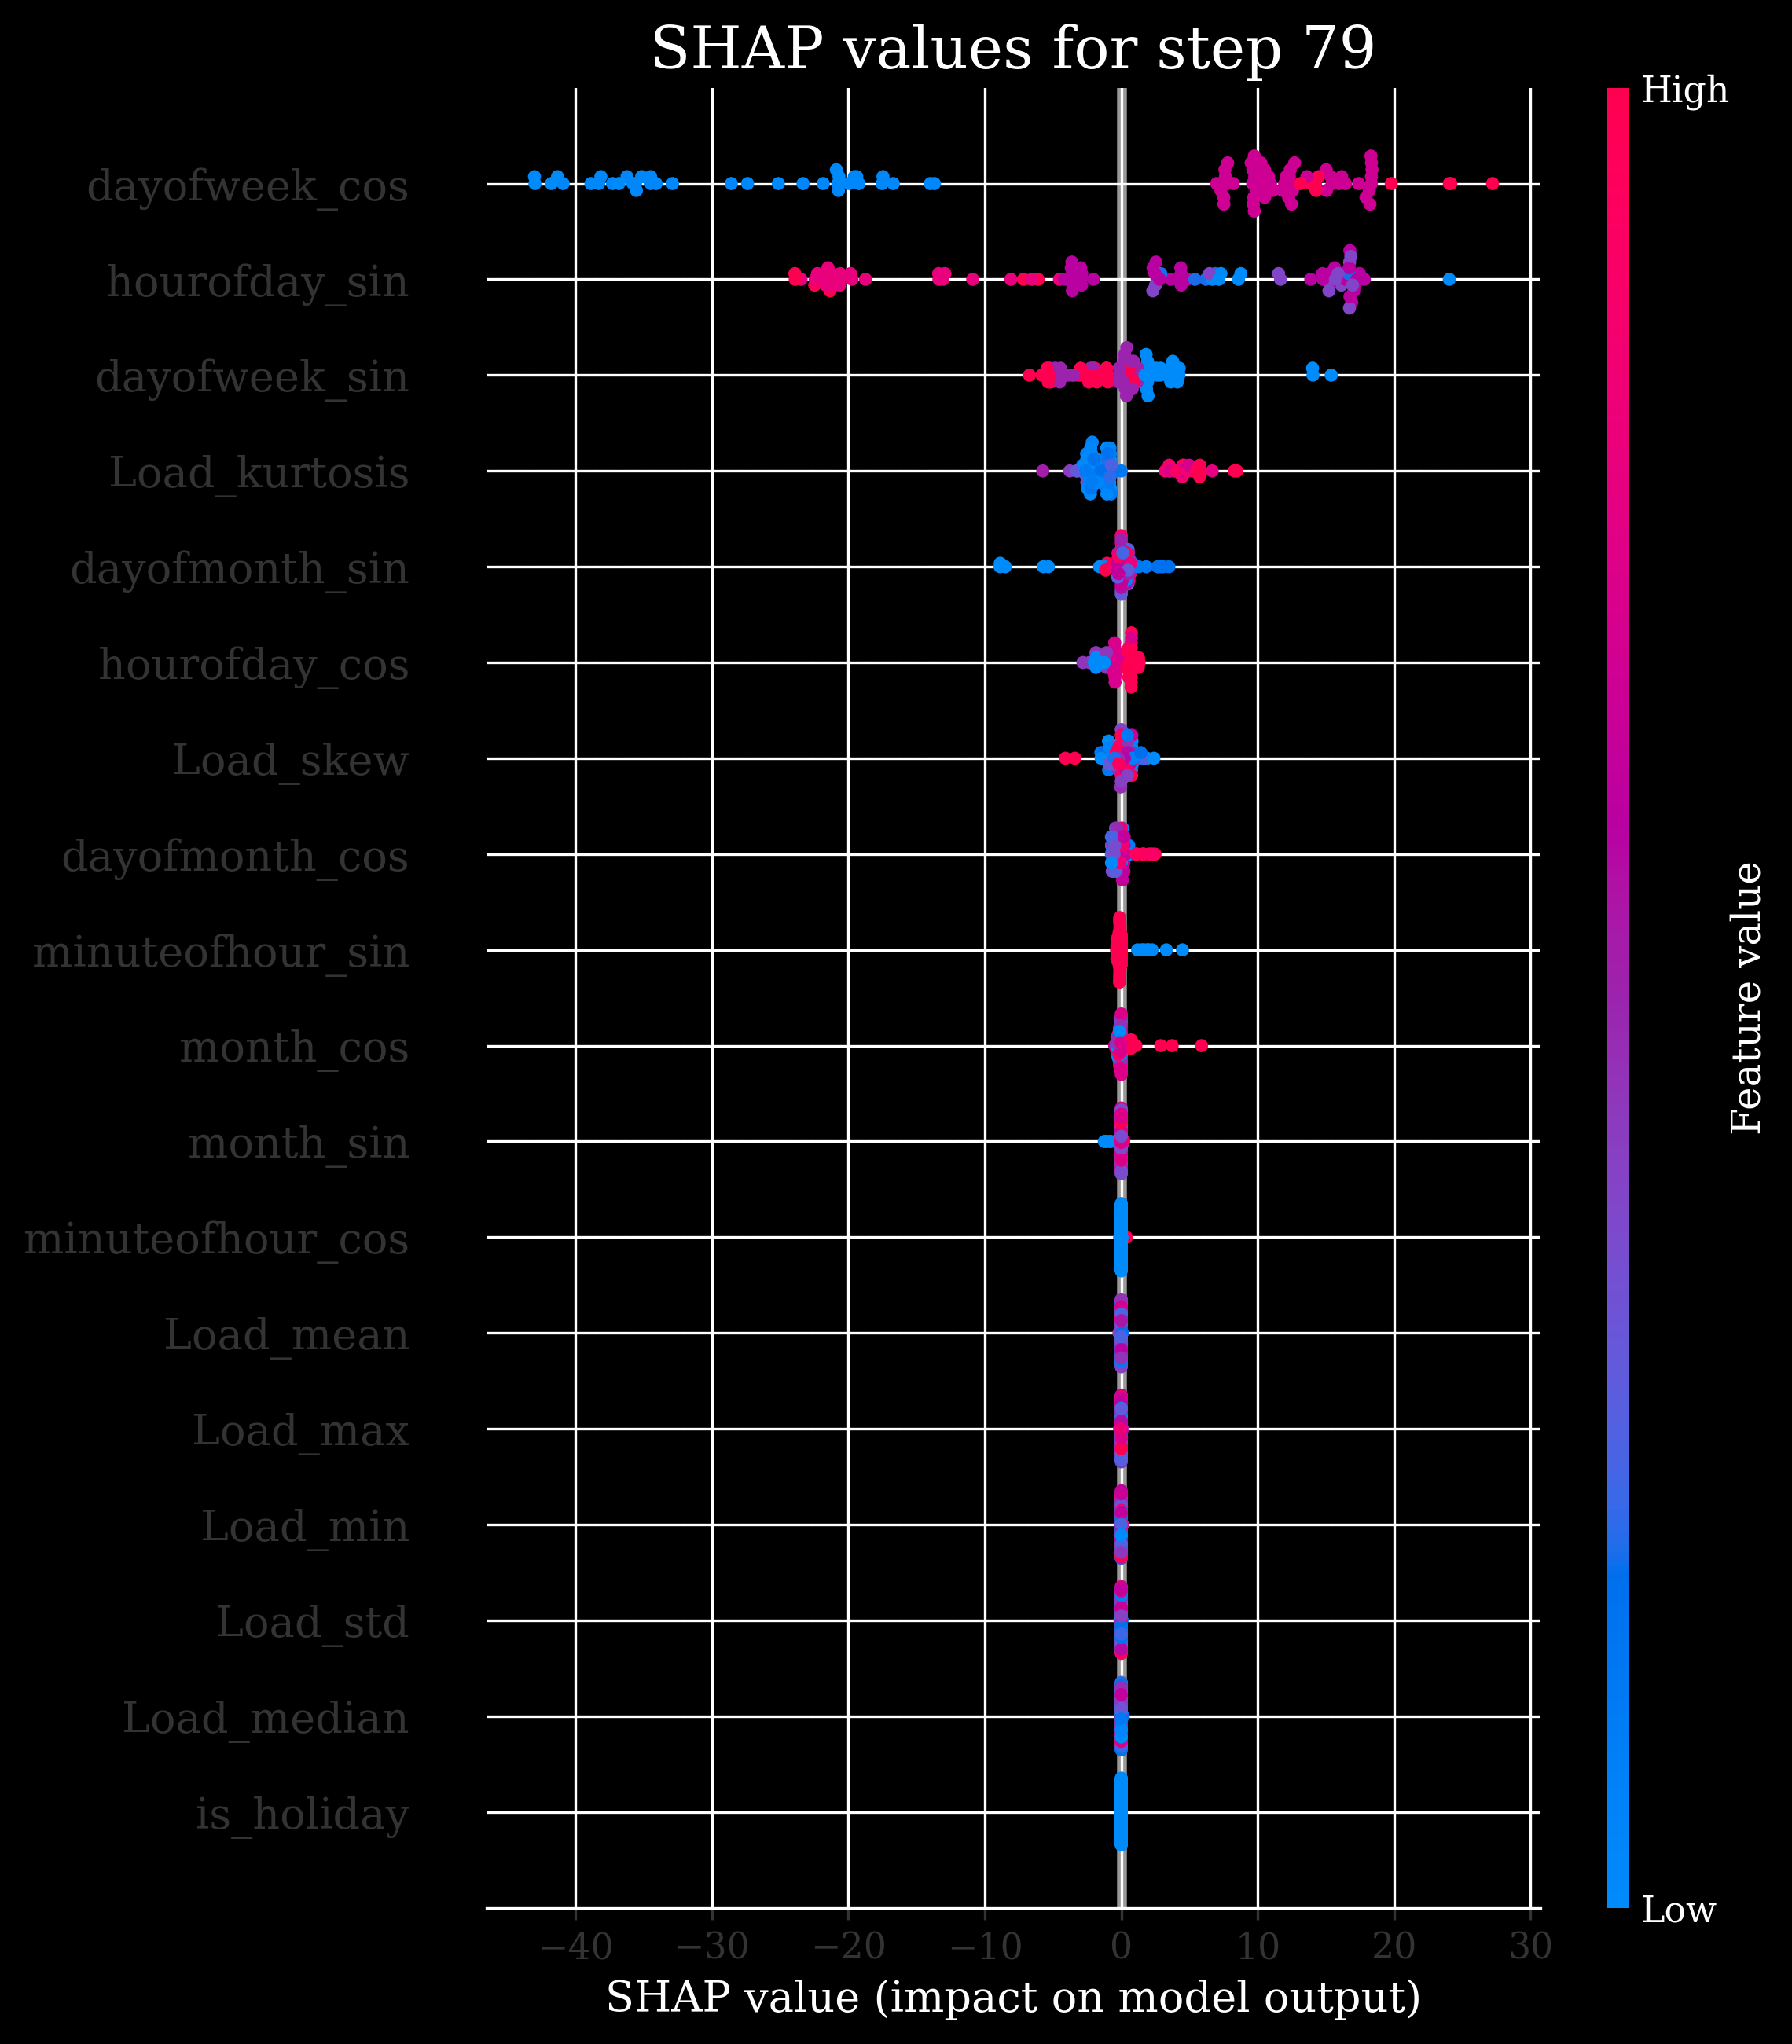 SHAP values for step 79
High
dayofweek_cos
hourofday_sin
dayofweek_sin
Load_kurtosis
dayofmonth_sin
hourofday_cos
Load_skew
dayofmonth_cos
minuteofhour_sin
month_cos
month_sin
minuteofhour_cos
Load_mean
Load_max
Load_min
Load_std
Load_median
is_holiday
Feature value
Low
−40 −30 −20 −10 0 10 20 30
SHAP value (impact on model output)